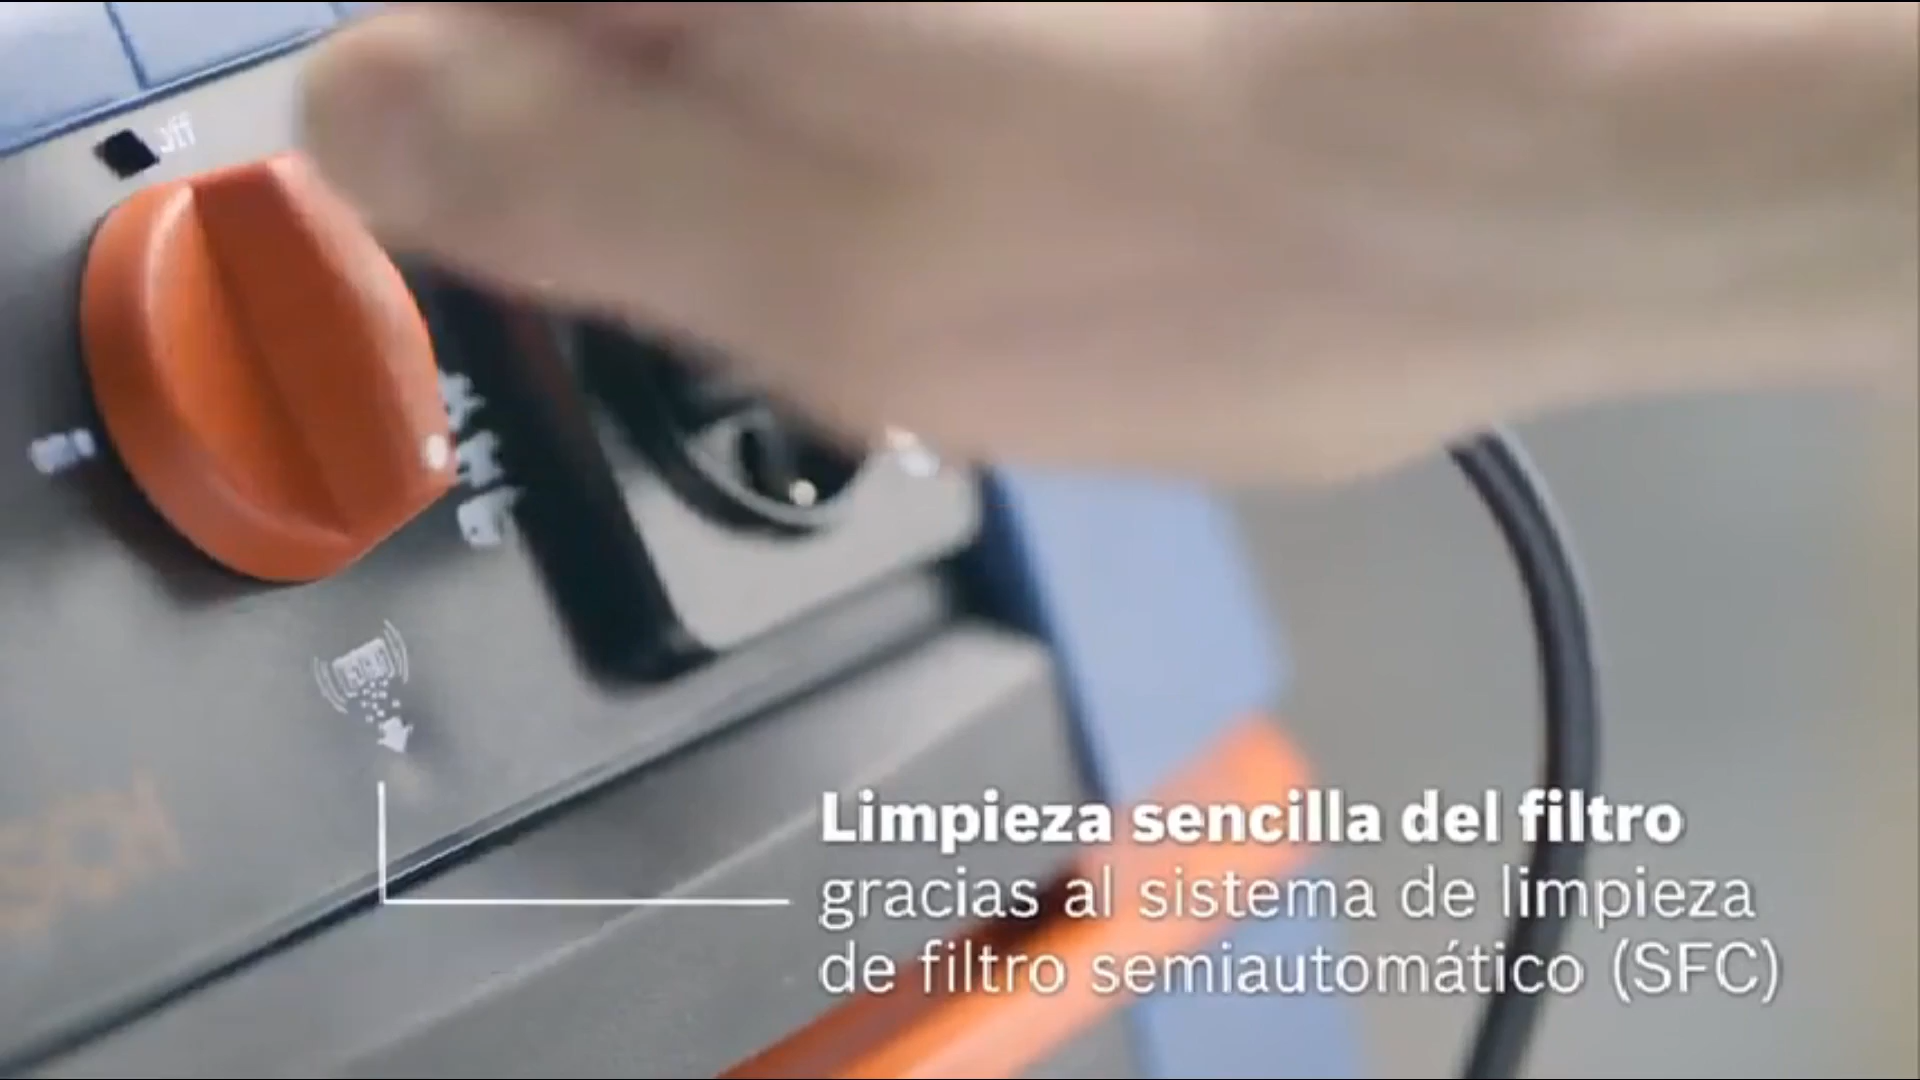 Off
Limpieza sencilla del filtro
gracias al sistema de limpieza
de filtro semiautomático (SFC)